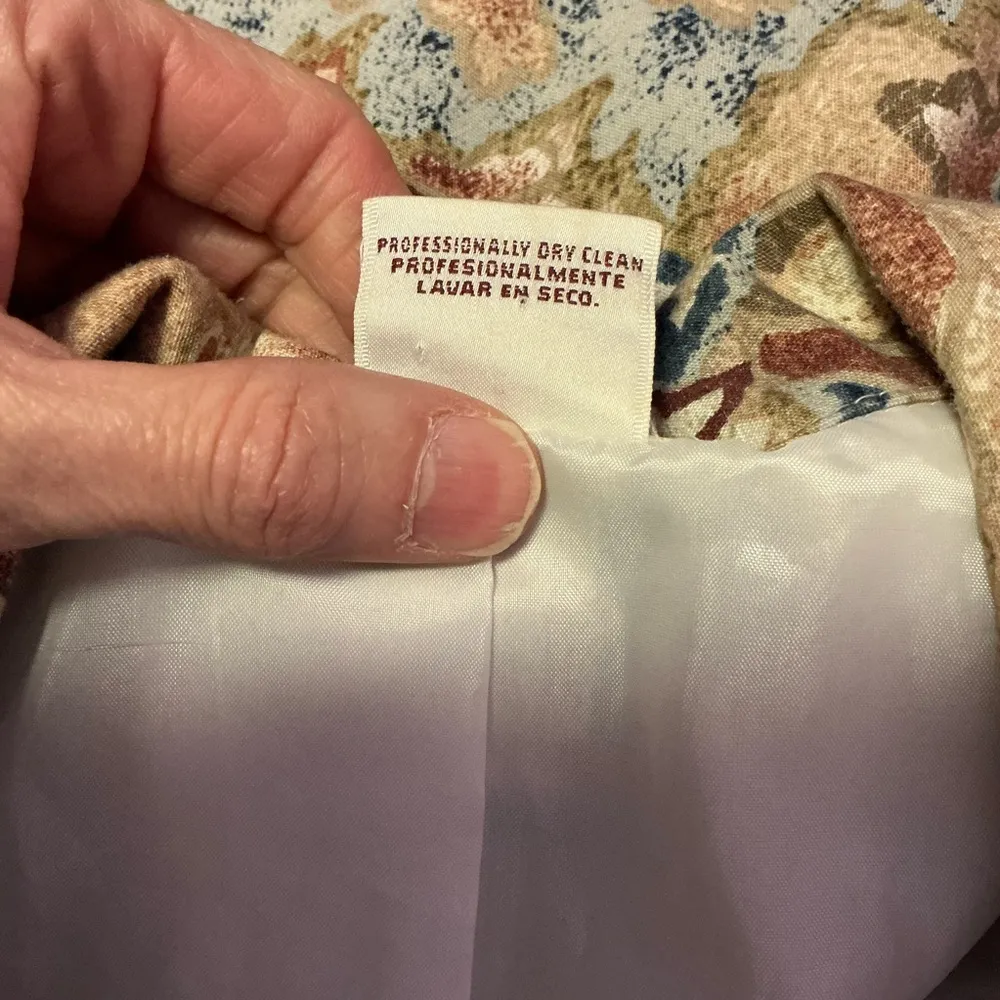 PROFESSIONALLY DRY CLEAN
PROFESIONALMENTE
LAVAR EN SECO.